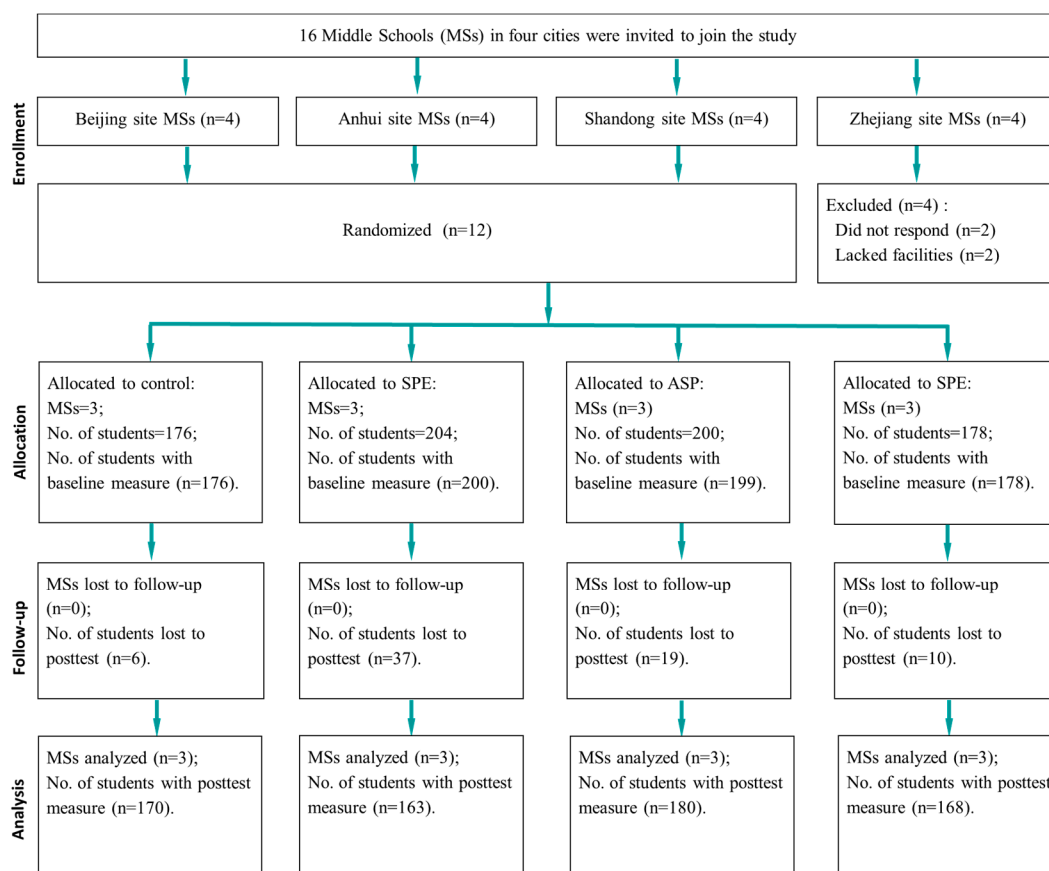 16 Middle Schools (MSs) in four cities were invited to join the study
Enrollment
Beijing site MSs (n=4)
Anhui site MSs (n=4)
Shandong site MSs (n=4)
Zhejiang site MSs (n=4)
Randomized (n=12)
Excluded (n=4) :
Did not respond (n=2)
Lacked facilities (n=2)
Allocation
Allocated to control:
MSs=3;
No. of students=176;
No. of students with
baseline measure (n=176).
Allocated to SPE:
MSs=3;
No. of students=204;
No. of students with
baseline measure (n=200).
Allocated to ASP:
MSs (n=3)
No. of students=200;
No. of students with
baseline measure (n=199).
Allocated to SPE:
MSs (n=3)
No. of students=178;
No. of students with
baseline measure (n=178).
Follow-up
MSs lost to follow-up
(n=0);
No. of students lost to
posttest (n=6).
MSs lost to follow-up
(n=0);
No. of students lost to
posttest (n=37).
MSs lost to follow-up
(n=0);
No. of students lost to
posttest (n=19).
MSs lost to follow-up
(n=0);
No. of students lost to
posttest (n=10).
Analysis
MSs analyzed (n=3);
No. of students with posttest
measure (n=170).
MSs analyzed (n=3);
No. of students with posttest
measure (n=163).
MSs analyzed (n=3);
No. of students with posttest
measure (n=180).
MSs analyzed (n=3);
No. of students with posttest
measure (n=168).